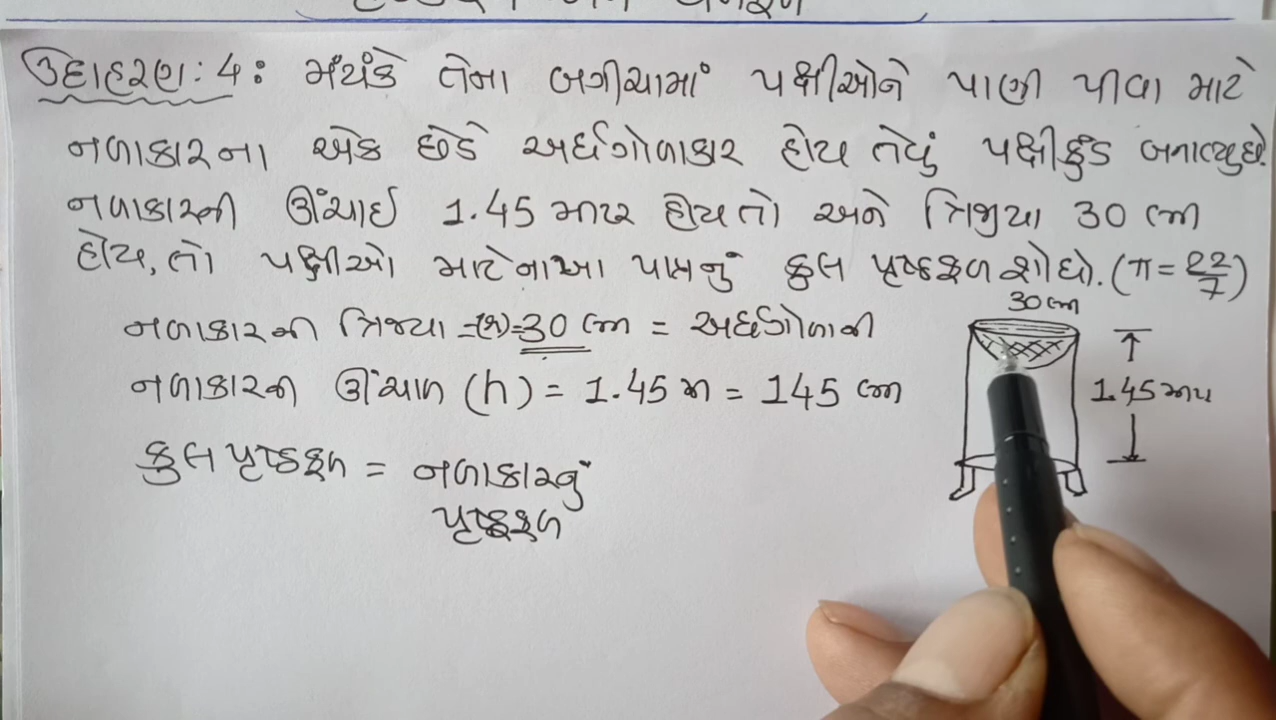 ઉદાહરણ : 4 : મયંકે તેના બગીચામાં પક્ષીઓને પાણી પીવા માટે
નળાકારના એક છેડે અર્ધગોળાકાર હોય તેવું પક્ષીકુંડ બનાવ્યુ છે.
નળાકારની ઊંચાઈ 1.45 મીટર હોય તો અને ત્રિજ્યા 30 cm
હોય, તો પક્ષીઓ માટેના આ પાત્રનું કુલ પૃષ્ઠફળ શોધો. (π = 22/7)
30 cm
નળાકારની ત્રિજ્યા =(r)= 30 cm = અર્ધગોળાની
નળાકારની ઊંચાઈ (h) = 1.45 m = 145 cm
1.45 મીટર
કુલ પૃષ્ઠફળ = નળાકારનું
પૃષ્ઠફળ